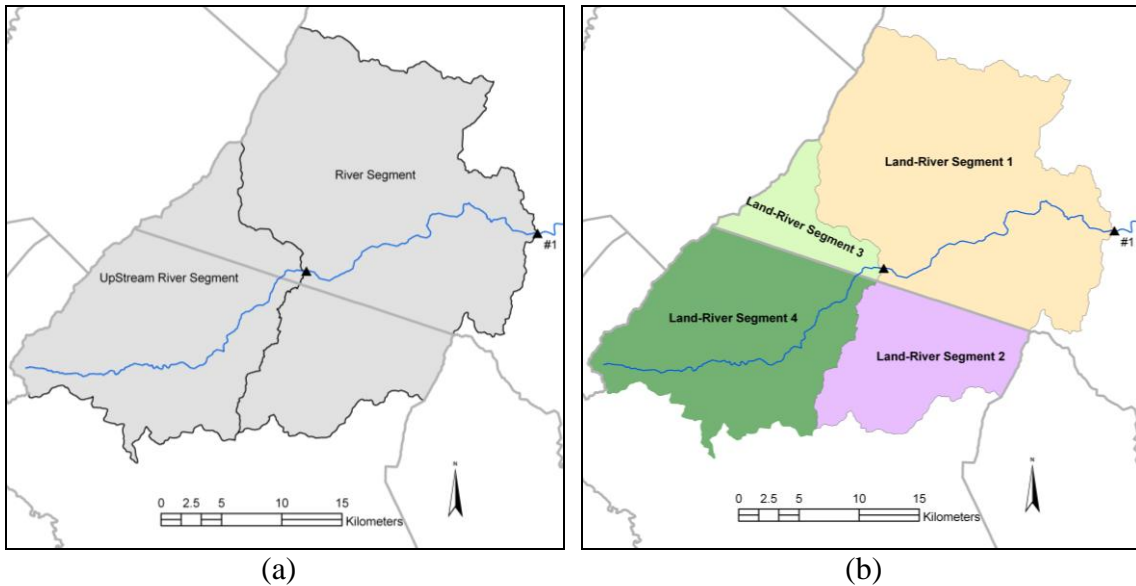 River Segment
#1
UpStream River Segment
N
0 2.5 5 10 15
Kilometers
(a)
Land-River Segment 1
Land-River Segment 3
#1
Land-River Segment 4
Land-River Segment 2
N
0 2.5 5 10 15
Kilometers
(b)